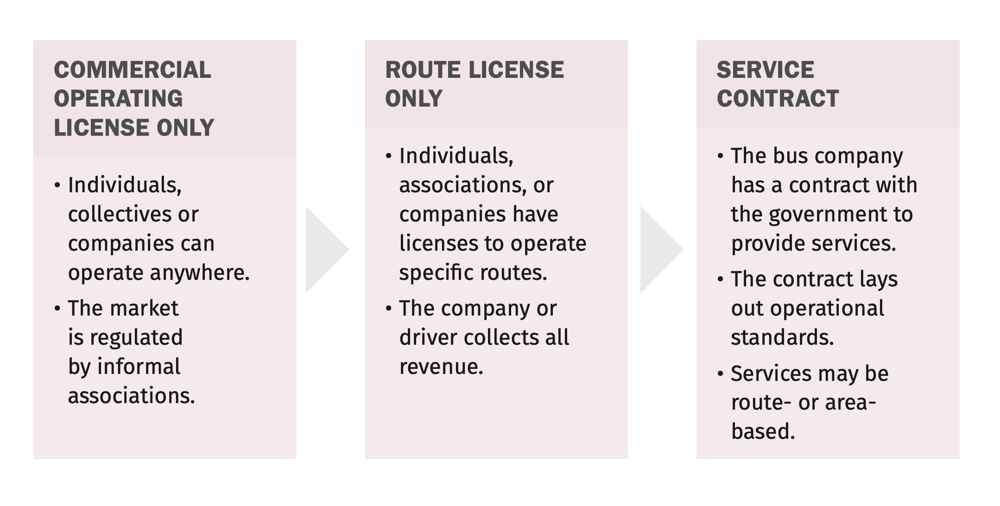 COMMERCIAL
OPERATING
LICENSE ONLY
• Individuals,
collectives or
companies can
operate anywhere.
• The market
is regulated
by informal
associations.
ROUTE LICENSE
ONLY
• Individuals,
associations, or
companies have
licenses to operate
specific routes.
• The company or
driver collects all
revenue.
SERVICE
CONTRACT
• The bus company
has a contract with
the government to
provide services.
• The contract lays
out operational
standards.
• Services may be
route- or area-
based.